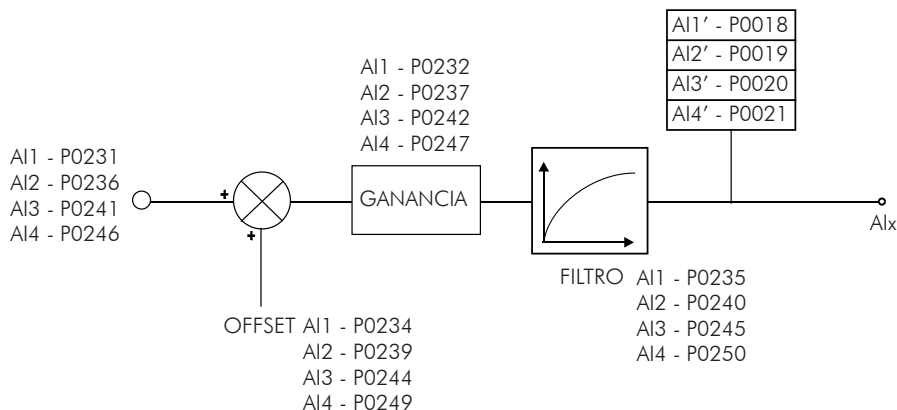 AI1' - P0018
AI2' - P0019
AI3' - P0020
AI4' - P0021
AI1 - P0232
AI2 - P0237
AI3 - P0242
AI4 - P0247
AI1 - P0231
AI2 - P0236
AI3 - P0241
AI4 - P0246
+
+
GANANCIA
AIx
FILTRO AI1 - P0235
AI2 - P0240
AI3 - P0245
AI4 - P0250
OFFSET AI1 - P0234
AI2 - P0239
AI3 - P0244
AI4 - P0249